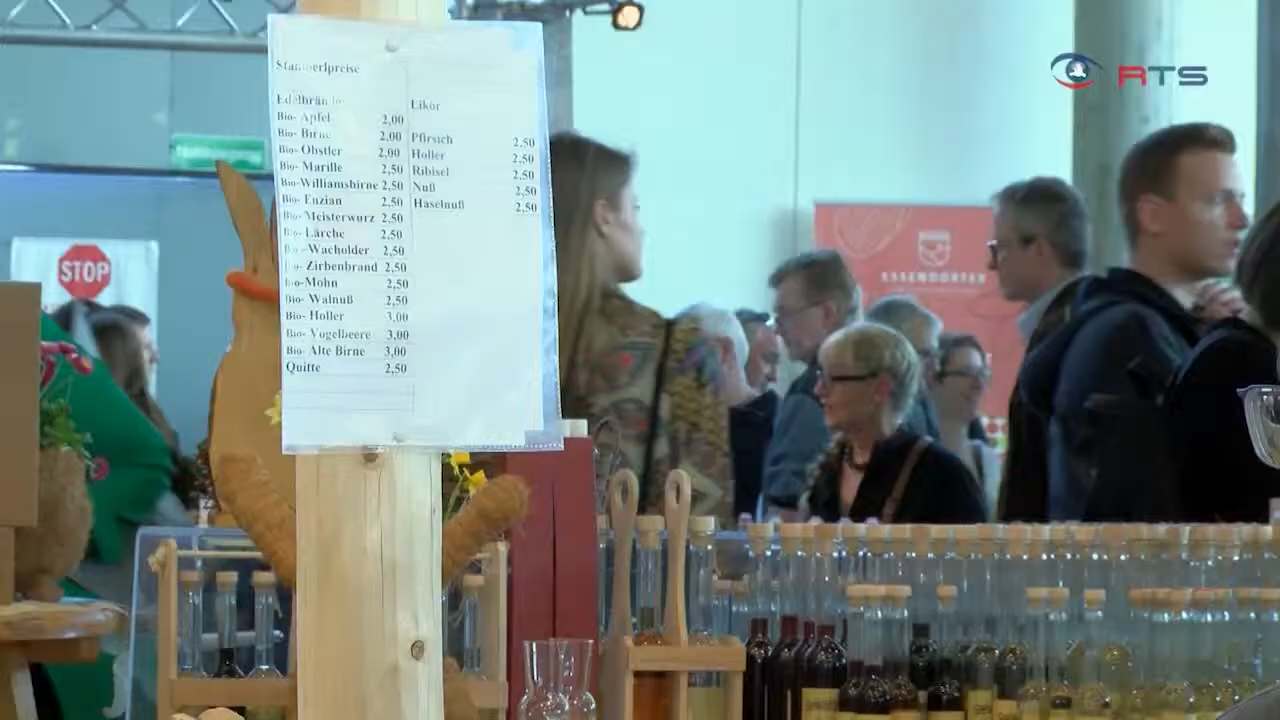 RTS
Stamperlpreise
Edelbrände
Bio- Apfel 2,00
Bio- Birne 2,00
Bio- Obstler 2,00
Bio- Marille 2,50
Bio-Williamsbirne 2,50
Bio- Enzian 2,50
Bio- Meisterwurz 2,50
Bio- Lärche 2,50
Bio -Wacholder 2,50
Bio- Zirbenbrand 2,50
Bio-Mohn 2,50
Bio- Walnuß 2,50
Bio- Holler 3,00
Bio- Vogelbeere 3,00
Bio- Alte Birne 3,00
Quitte 2,50
Likör
Pfirsich 2,50
Holler 2,50
Ribisel 2,50
Nuß 2,50
Haselnuß 2,50
STOP
ESSENDORFER